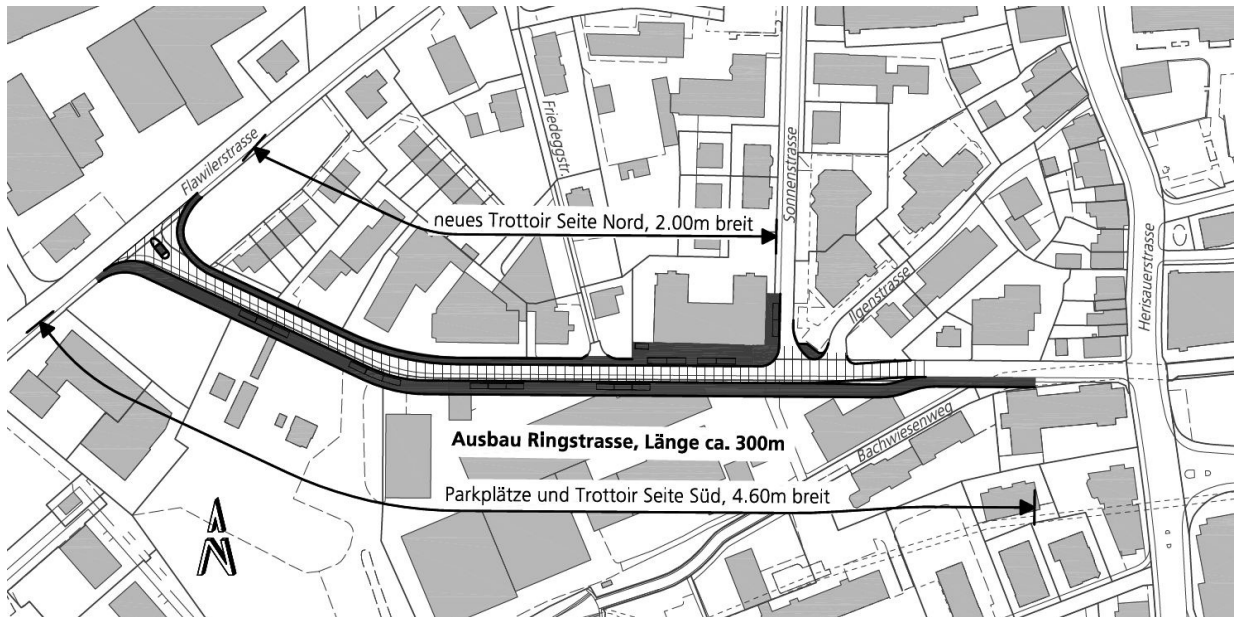 Flawilerstrasse
Friedeggstr.
Sonnenstrasse
neues Trottoir Seite Nord, 2.00m breit
Ilgenstrasse
Herisauerstrasse
Bachwiesenweg
Ausbau Ringstrasse, Länge ca. 300m
Parkplätze und Trottoir Seite Süd, 4.60m breit
N